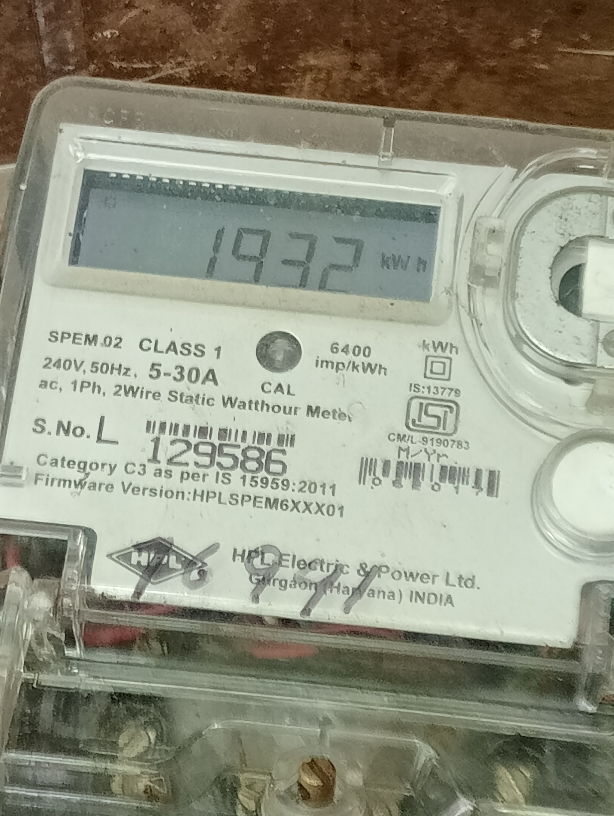 1932 kWh
SPEM.02 CLASS 1
240V, 50Hz, 5-30A
ac, 1Ph, 2Wire Static Watthour Meter
CAL
6400
imp/kWh
kWh
IS:13779
ISI
CM/L-9190783
M/Yr.
S.No. L 129586
Category C3 as per IS 15959:2011
Firmware Version:HPLSPEM6XXX01
HPL
HPL Electric & Power Ltd.
Gurgaon (Haryana) INDIA